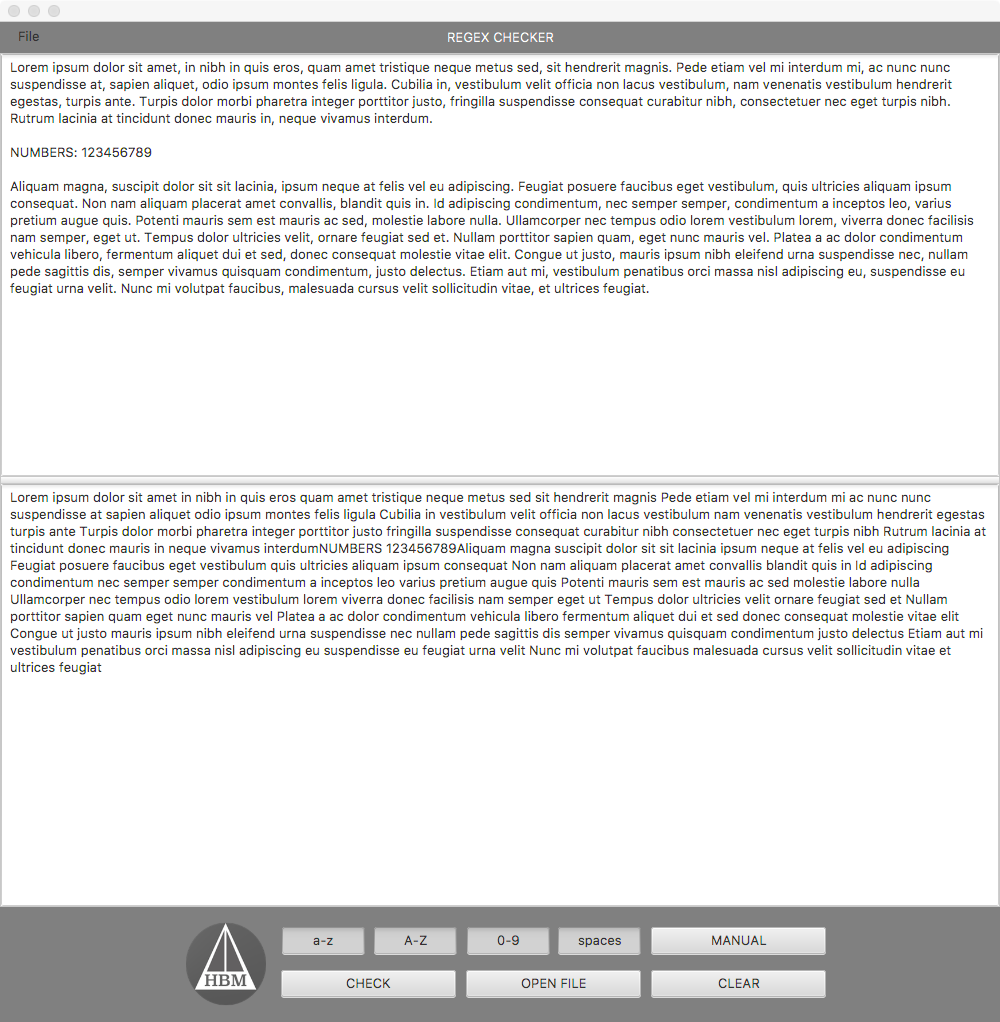 File
REGEX CHECKER
Lorem ipsum dolor sit amet, in nibh in quis eros, quam amet tristique neque metus sed, sit hendrerit magnis. Pede etiam vel mi interdum mi, ac nunc nunc
suspendisse at, sapien aliquet, odio ipsum montes felis ligula. Cubilia in, vestibulum velit officia non lacus vestibulum, nam venenatis vestibulum hendrerit
egestas, turpis ante. Turpis dolor morbi pharetra integer porttitor justo, fringilla suspendisse consequat curabitur nibh, consectetuer nec eget turpis nibh.
Rutrum lacinia at tincidunt donec mauris in, neque vivamus interdum.
NUMBERS: 123456789
Aliquam magna, suscipit dolor sit sit lacinia, ipsum neque at felis vel eu adipiscing. Feugiat posuere faucibus eget vestibulum, quis ultricies aliquam ipsum
consequat. Non nam aliquam placerat amet convallis, blandit quis in. Id adipiscing condimentum, nec semper semper, condimentum a inceptos leo, varius
pretium augue quis. Potenti mauris sem est mauris ac sed, molestie labore nulla. Ullamcorper nec tempus odio lorem vestibulum lorem, viverra donec facilisis
nam semper, eget ut. Tempus dolor ultricies velit, ornare feugiat sed et. Nullam porttitor sapien quam, eget nunc mauris vel. Platea a ac dolor condimentum
vehicula libero, fermentum aliquet dui et sed, donec consequat molestie vitae elit. Congue ut justo, mauris ipsum nibh eleifend urna suspendisse nec, nullam
pede sagittis dis, semper vivamus quisquam condimentum, justo delectus. Etiam aut mi, vestibulum penatibus orci massa nisl adipiscing eu, suspendisse eu
feugiat urna velit. Nunc mi volutpat faucibus, malesuada cursus velit sollicitudin vitae, et ultrices feugiat.
Lorem ipsum dolor sit amet in nibh in quis eros quam amet tristique neque metus sed sit hendrerit magnis Pede etiam vel mi interdum mi ac nunc nunc
suspendisse at sapien aliquet odio ipsum montes felis ligula Cubilia in vestibulum velit officia non lacus vestibulum nam venenatis vestibulum hendrerit egestas
turpis ante Turpis dolor morbi pharetra integer porttitor justo fringilla suspendisse consequat curabitur nibh consectetuer nec eget turpis nibh Rutrum lacinia at
tincidunt donec mauris in neque vivamus interdumNUMBERS 123456789Aliquam magna suscipit dolor sit sit lacinia ipsum neque at felis vel eu adipiscing
Feugiat posuere faucibus eget vestibulum quis ultricies aliquam ipsum consequat Non nam aliquam placerat amet convallis blandit quis in Id adipiscing
condimentum nec semper semper condimentum a inceptos leo varius pretium augue quis Potenti mauris sem est mauris ac sed molestie labore nulla
Ullamcorper nec tempus odio lorem vestibulum lorem viverra donec facilisis nam semper eget ut Tempus dolor ultricies velit ornare feugiat sed et Nullam
porttitor sapien quam eget nunc mauris vel Platea a ac dolor condimentum vehicula libero fermentum aliquet dui et sed donec consequat molestie vitae elit
Congue ut justo mauris ipsum nibh eleifend urna suspendisse nec nullam pede sagittis dis semper vivamus quisquam condimentum justo delectus Etiam aut mi
vestibulum penatibus orci massa nisl adipiscing eu suspendisse eu feugiat urna velit Nunc mi volutpat faucibus malesuada cursus velit sollicitudin vitae et
ultrices feugiat
HBM
a-z A-Z 0-9 spaces MANUAL
CHECK OPEN FILE CLEAR